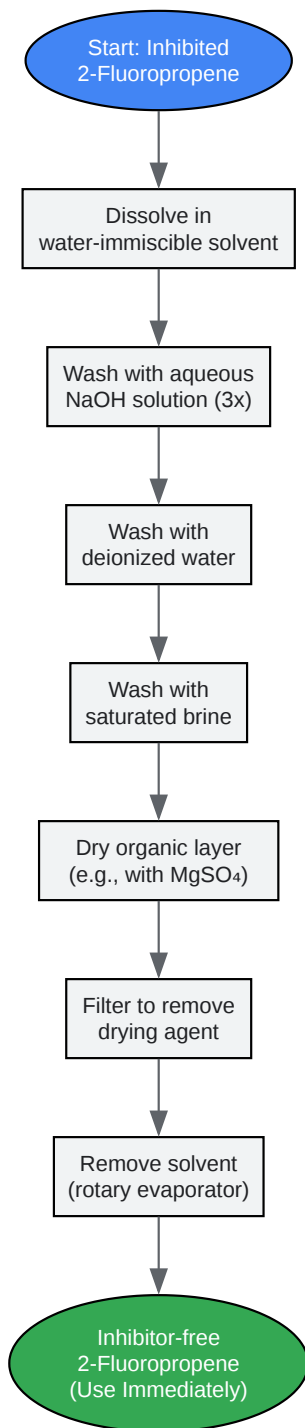 Start: Inhibited
2-Fluoropropene
Dissolve in
water-immiscible solvent
Wash with aqueous
NaOH solution (3x)
Wash with
deionized water
Wash with
saturated brine
Dry organic layer
(e.g., with MgSO₄)
Filter to remove
drying agent
Remove solvent
(rotary evaporator)
Inhibitor-free
2-Fluoropropene
(Use Immediately)